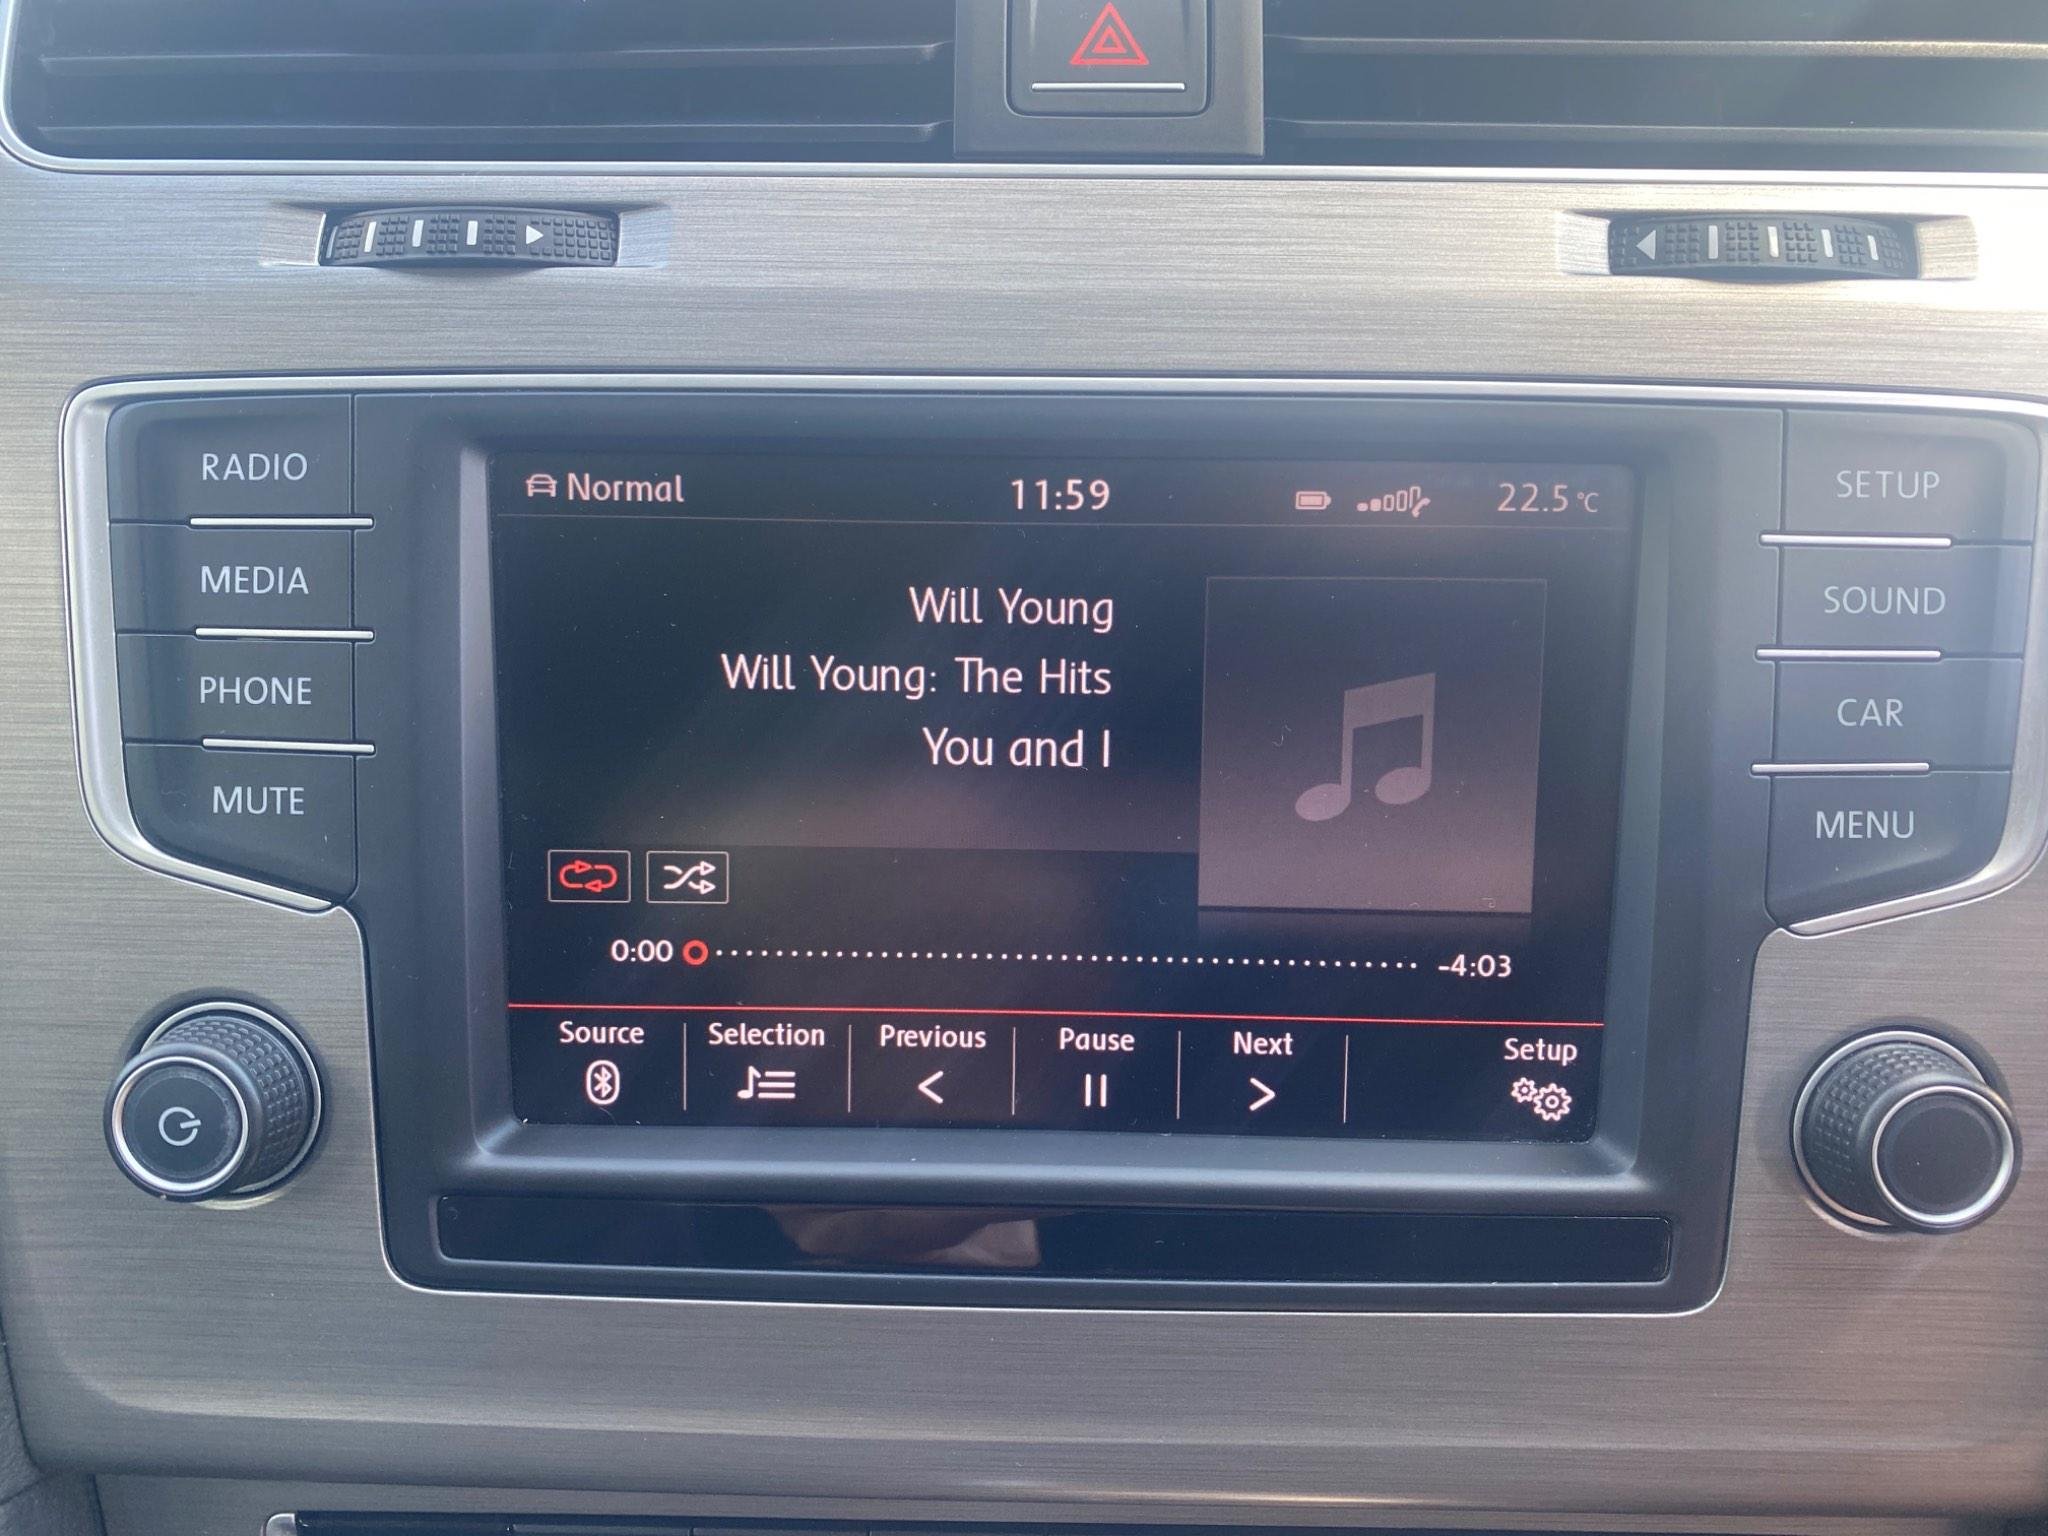 RADIO
MEDIA
PHONE
MUTE
Normal
11:59
22.5 °C
Will Young
Will Young: The Hits
You and I
0:00
-4:03
Source
Selection
Previous
Pause
Next
Setup
SETUP
SOUND
CAR
MENU